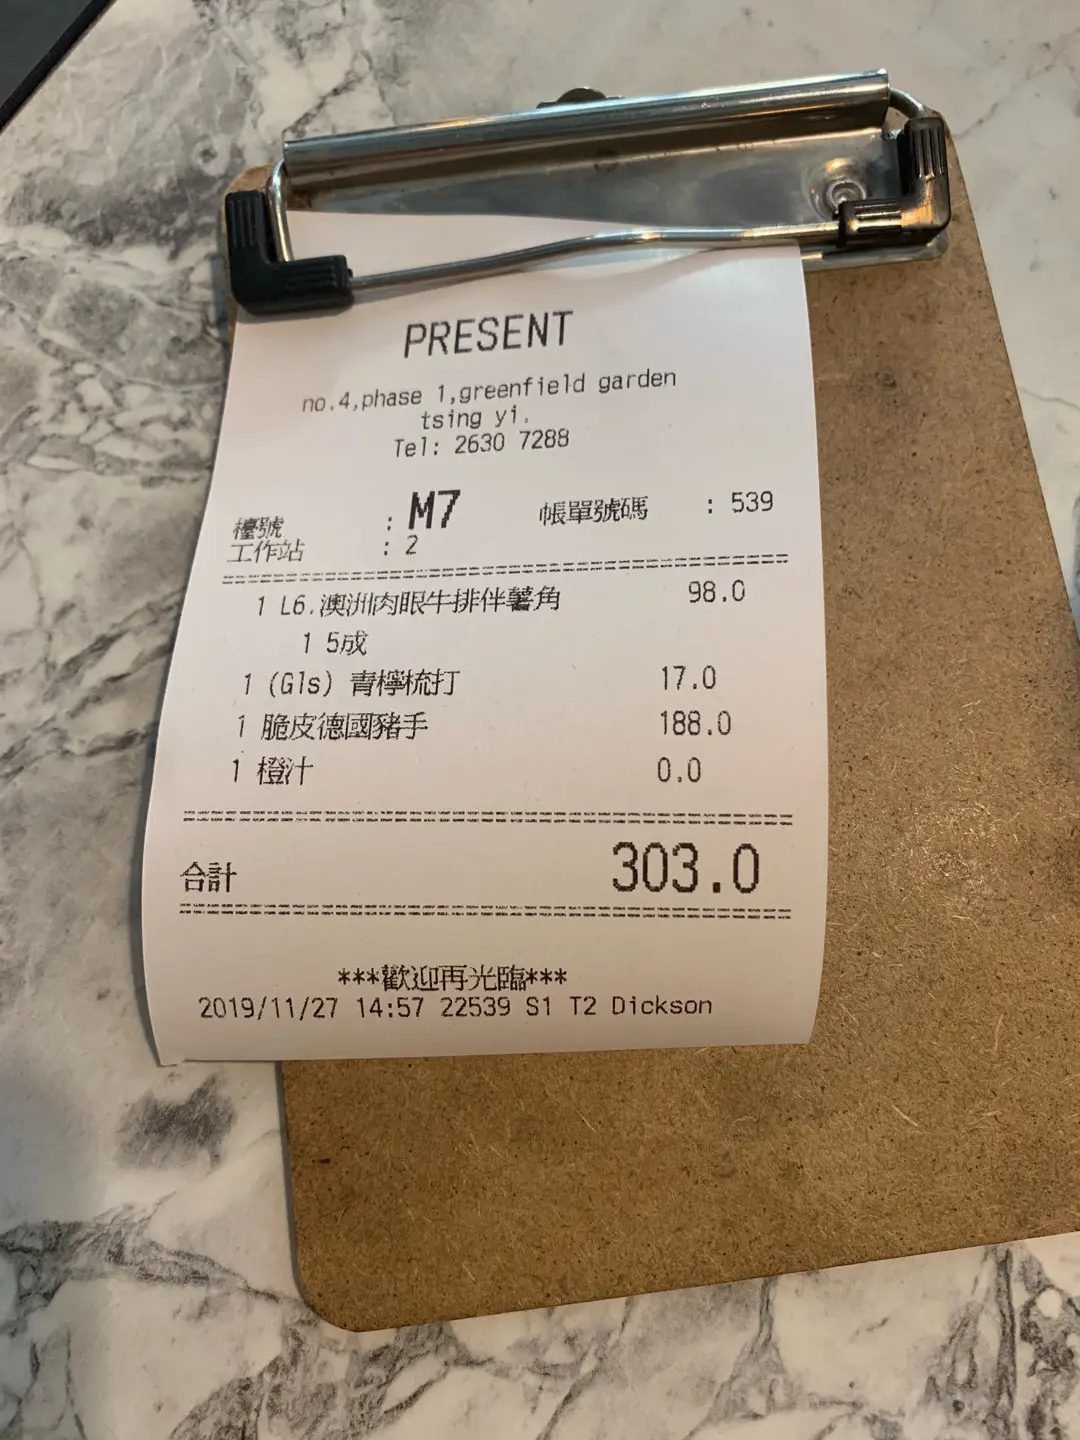 PRESENT
no.4,phase 1,greenfield garden
tsing yi.
Tel: 2630 7288
檯號 : M7 帳單號碼 : 539
工作站 : 2
1 L6.澳洲肉眼牛排伴薯角 98.0
1 5成
1 (Gls) 青檸梳打 17.0
1 脆皮德國豬手 188.0
1 橙汁 0.0
合計 303.0
***歡迎再光臨***
2019/11/27 14:57 22539 S1 T2 Dickson